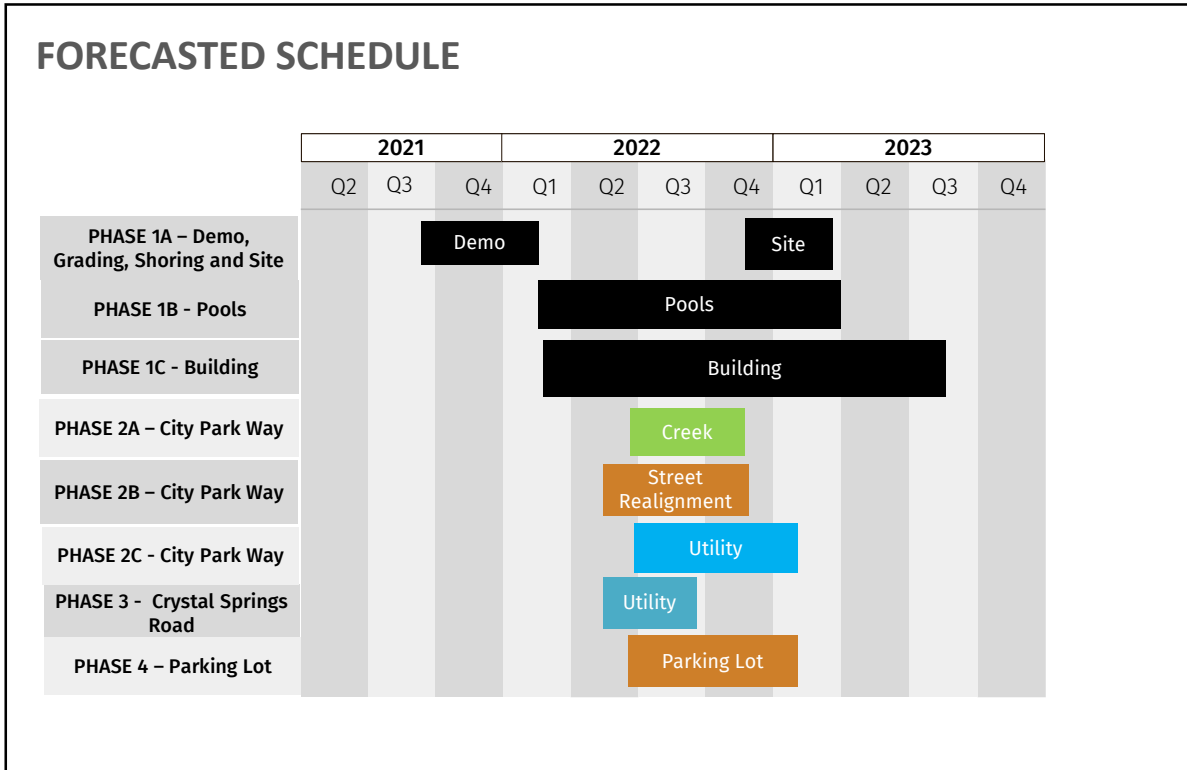 FORECASTED SCHEDULE
2021 2022 2023
Q2 Q3 Q4 Q1 Q2 Q3 Q4 Q1 Q2 Q3 Q4
PHASE 1A – Demo,
Grading, Shoring and Site
Demo
Site
PHASE 1B - Pools
Pools
PHASE 1C - Building
Building
PHASE 2A – City Park Way
Creek
PHASE 2B – City Park Way
Street
Realignment
PHASE 2C - City Park Way
Utility
PHASE 3 -  Crystal Springs
Road
Utility
PHASE 4 – Parking Lot
Parking Lot